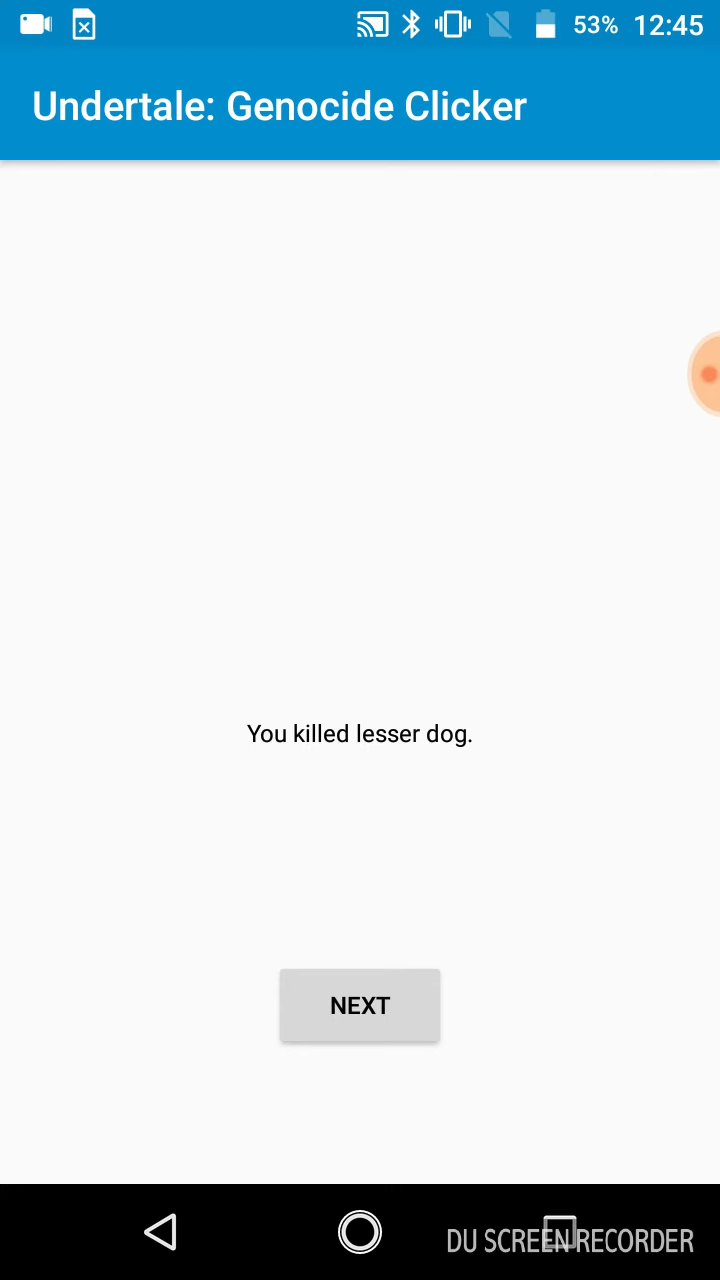 53% 12:45
Undertale: Genocide Clicker
You killed lesser dog.
NEXT
DU SCREEN RECORDER